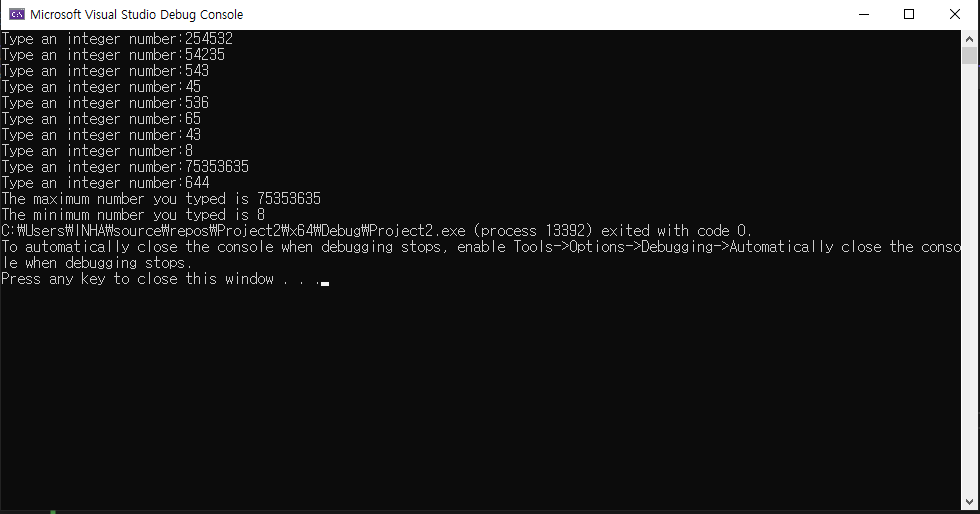 Microsoft Visual Studio Debug Console
Type an integer number:254532
Type an integer number:54235
Type an integer number:543
Type an integer number:45
Type an integer number:536
Type an integer number:65
Type an integer number:43
Type an integer number:8
Type an integer number:75353635
Type an integer number:644
The maximum number you typed is 75353635
The minimum number you typed is 8
C:₩Users₩INHA₩source₩repos₩Project2₩x64₩Debug₩Project2.exe (process 13392) exited with code 0.
To automatically close the console when debugging stops, enable Tools->Options->Debugging->Automatically close the conso
le when debugging stops.
Press any key to close this window . . .